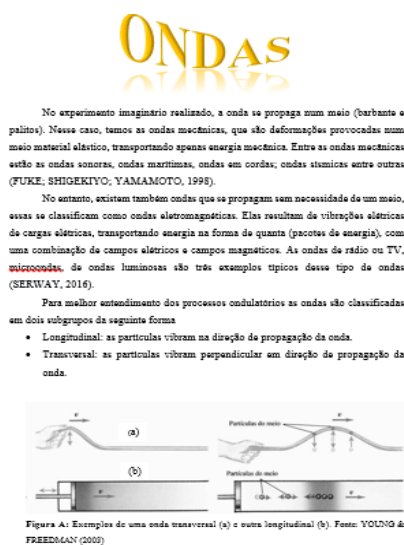 ONDAS
No experimento imaginário realizado, a onda se propaga num meio (barbante e
palitos). Nesse caso, temos as ondas mecânicas, que são deformações provocadas num
meio material elástico, transportando apenas energia mecânica. Entre as ondas mecânicas
estão as ondas sonoras, ondas marítimas, ondas em cordas; ondas sísmicas entre outras
(FUKE; SHIGEKIYO; YAMAMOTO, 1998).
No entanto, existem também ondas que se propagam sem necessidade de um meio,
essas se classificam como ondas eletromagnéticas. Elas resultam de vibrações elétricas
de cargas elétricas, transportando energia na forma de quanta (pacotes de energia), com
uma combinação de campos elétricos e campos magnéticos. As ondas de rádio ou TV,
microondas, de ondas luminosas são três exemplos típicos desse tipo de ondas
(SERWAY, 2016).
Para melhor entendimento dos processos ondulatórios as ondas são classificadas
em dois subgrupos da seguinte forma
• Longitudinal: as partículas vibram na direção de propagação da onda.
• Transversal: as partículas vibram perpendicular em direção de propagação da
onda.
v
(a)
Partículas do meio
v
(b)
v
Partículas do meio
v
Figura A: Exemplos de uma onda transversal (a) e outra longitudinal (b). Fonte: YOUNG &
FREEDMAN (2003)